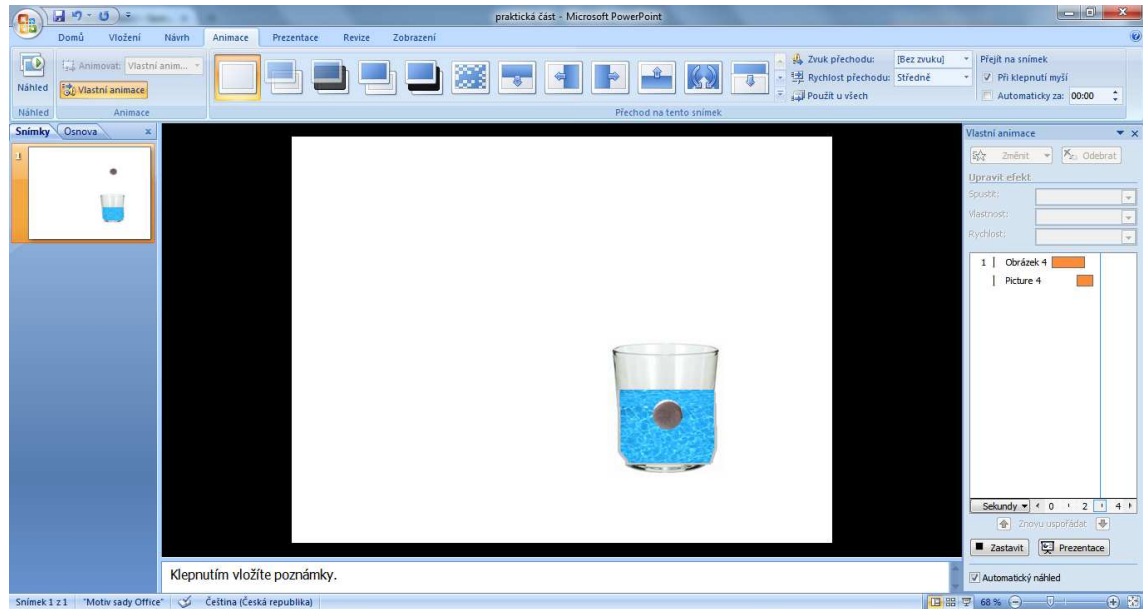 praktická část - Microsoft PowerPoint
Domů Vložení Návrh Animace Prezentace Revize Zobrazení
Náhled
Animovat: Vlastní anim...
Vlastní animace
Zvuk přechodu: [Bez zvuku]
Rychlost přechodu: Středně
Použít u všech
Přejít na snímek
Při klepnutí myší
Automaticky za: 00:00
Náhled Animace Přechod na tento snímek
Snímky Osnova x
1
Vlastní animace
Změnit Odebrat
Upravit efekt
Spustit:
Vlastnost:
Rychlost:
1 Obrázek 4
Picture 4
Sekundy 0 2 4
Znovu uspořádat
Zastavit Prezentace
Automatický náhled
Klepnutím vložíte poznámky.
Snímek 1 z 1 "Motiv sady Office" Čeština (Česká republika) 68 %